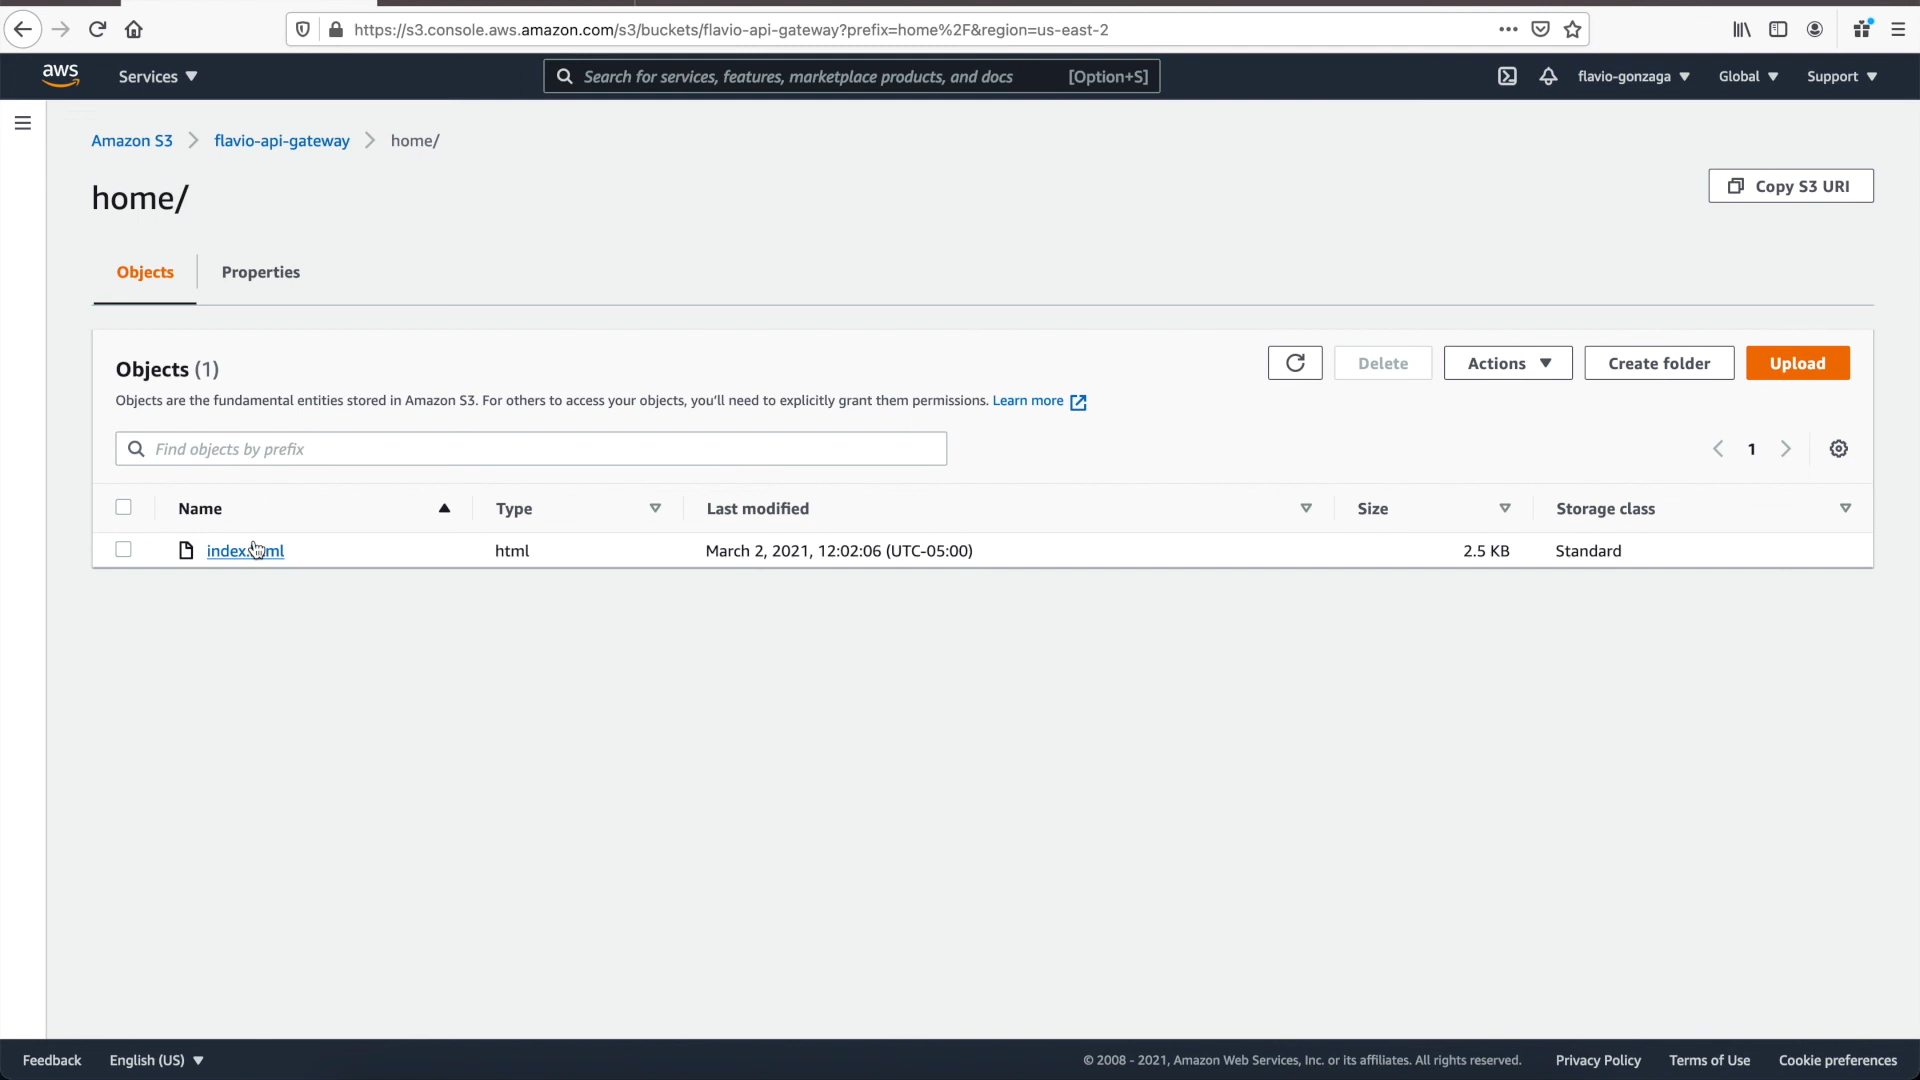 https://s3.console.aws.amazon.com/s3/buckets/flavio-api-gateway?prefix=home%2F&region=us-east-2
aws Services Search for services, features, marketplace products, and docs [Option+S] flavio-gonzaga Global Support
Amazon S3 flavio-api-gateway home/
home/
Copy S3 URI
Objects Properties
Objects (1)
Delete Actions Create folder Upload
Objects are the fundamental entities stored in Amazon S3. For others to access your objects, you'll need to explicitly grant them permissions. Learn more
Find objects by prefix
1
Name Type Last modified Size Storage class
html March 2, 2021, 12:02:06 (UTC-05:00) 2.5 KB Standard
Feedback English (US) © 2008 - 2021, Amazon Web Services, Inc. or its affiliates. All rights reserved. Privacy Policy Terms of Use Cookie preferences